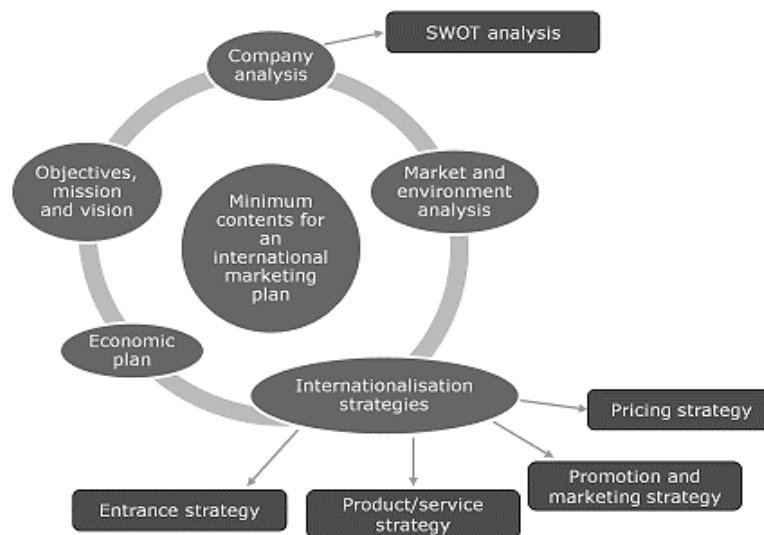 SWOT analysis
Company
analysis
Objectives,
mission
and vision
Market and
environment
analysis
Minimum
contents for
an
international
marketing
plan
Economic
plan
Internationalisation
strategies
Pricing strategy
Promotion and
marketing strategy
Entrance strategy
Product/service
strategy